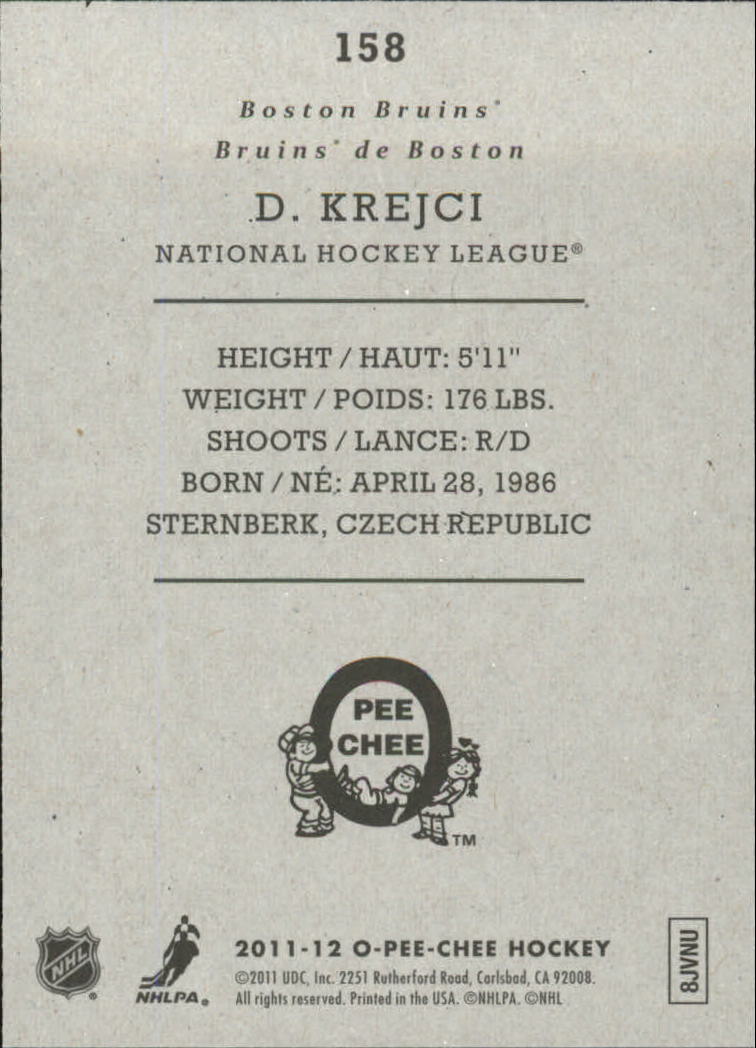 158
Boston Bruins®
Bruins® de Boston
D. KREJCI
NATIONAL HOCKEY LEAGUE®
HEIGHT / HAUT: 5'11"
WEIGHT / POIDS: 176 LBS.
SHOOTS / LANCE: R/D
BORN / NÉ: APRIL 28, 1986
STERNBERK, CZECH REPUBLIC
O
PEE
CHEE
TM
NHL
®
NHLPA®
2011-12 O-PEE-CHEE HOCKEY
©2011 UDC, Inc. 2251 Rutherford Road, Carlsbad, CA 92008.
All rights reserved. Printed in the USA. ©NHLPA. ©NHL
8JVNU